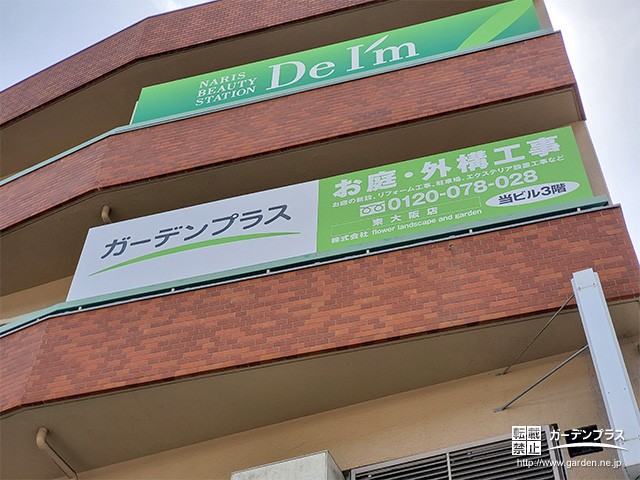 NARIS
BEAUTY
STATION
De I'm
ガーデンプラス
お庭・外構工事
お庭の新設、リフォーム工事、駐車場、エクステリア設置工事など
0120-078-028
東大阪店
当ビル3階
株式会社 flower landscape and garden
転載
禁止
ガーデンプラス
http://www.garden.ne.jp